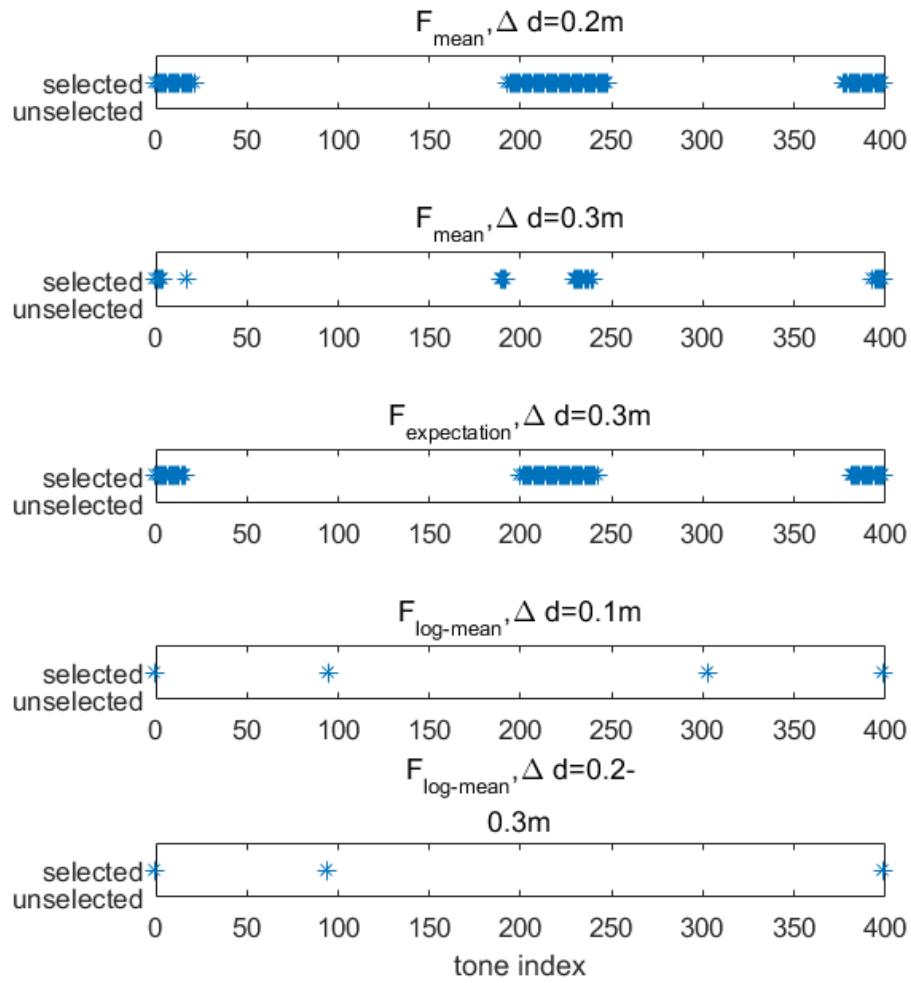 F_mean, Δ d=0.2m
selected
unselected
0 50 100 150 200 250 300 350 400
F_mean, Δ d=0.3m
selected
unselected
0 50 100 150 200 250 300 350 400
F_expectation, Δ d=0.3m
selected
unselected
0 50 100 150 200 250 300 350 400
F_log-mean, Δ d=0.1m
selected
unselected
0 50 100 150 200 250 300 350 400
F_log-mean, Δ d=0.2-
0.3m
selected
unselected
0 50 100 150 200 250 300 350 400
tone index